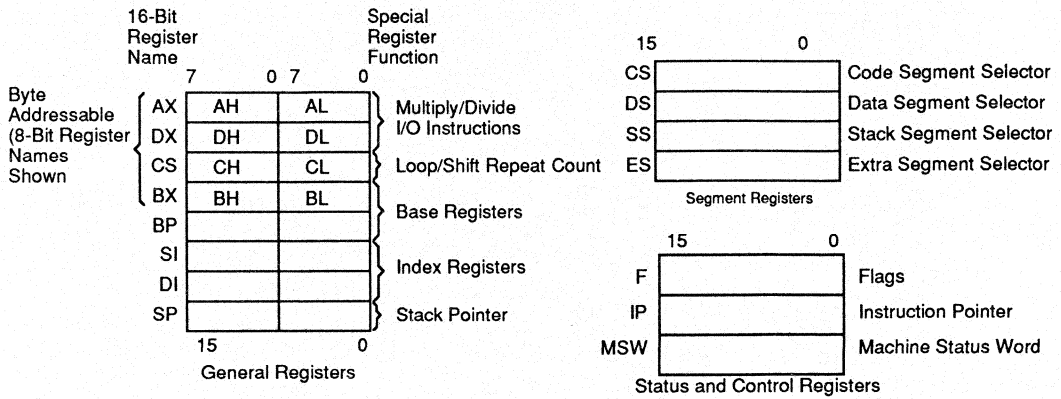 16-Bit
Register
Name
Special
Register
Function
7 0 7 0
Byte
Addressable
(8-Bit Register
Names
Shown
AX AH AL
DX DH DL
CS CH CL
BX BH BL
BP
SI
DI
SP
Multiply/Divide
I/O Instructions
Loop/Shift Repeat Count
Base Registers
Index Registers
Stack Pointer
15 0
General Registers
15 0
CS Code Segment Selector
DS Data Segment Selector
SS Stack Segment Selector
ES Extra Segment Selector
Segment Registers
15 0
F Flags
IP Instruction Pointer
MSW Machine Status Word
Status and Control Registers